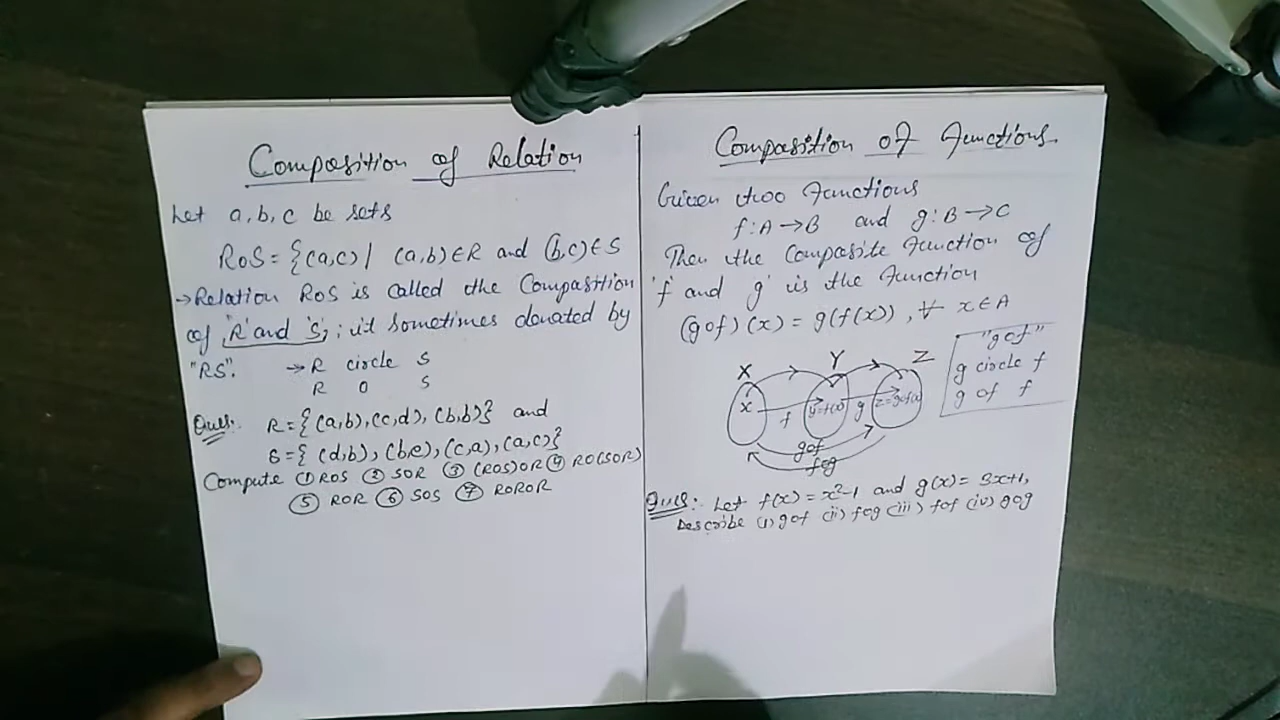 Composition of Relation
Let a, b, c be sets
RoS = {(a,c) | (a,b) ∈ R and (b,c) ∈ S
→ Relation RoS is called the Composition
of 'R' and 'S'; it sometimes donated by
"RS". → R circle S
R O S
Ques:. R = {(a,b), (c,d), (b,b)} and
S = { (d,b), (b,e), (c,a), (a,c)}
Compute ① ROS ② SOR ③ (ROS)OR ④ RO(SOR)
⑤ ROR ⑥ SOS ⑦ ROROR
Composition of Functions.
Given two Functions
f : A → B and g : B → C
Then the Composite Function of
'f' and g' is the Function
(gof) (x) = g(f(x)), ∀ x ∈ A
"gof"
g circle f
g of f
X Y Z
x f y=f(x) g z=gof(x)
gof
fog
Ques:. Let f(x) = x²-1 and g(x) = 3x+1,
Describe (i) gof (ii) fog (iii) fof (iv) gog